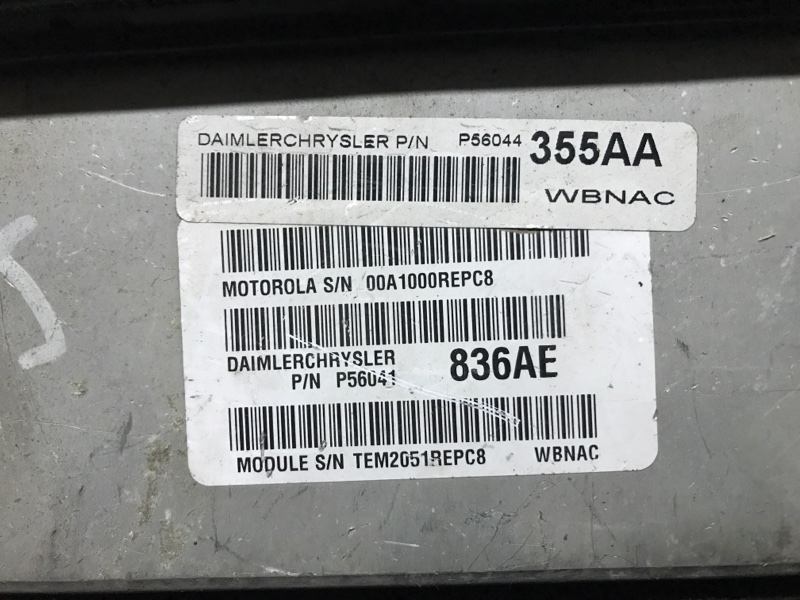 DAIMLERCHRYSLER P/N P56044 355AA
WBNAC
MOTOROLA S/N 00A1000REPC8
DAIMLERCHRYSLER
P/N P56041 836AE
MODULE S/N TEM2051REPC8 WBNAC